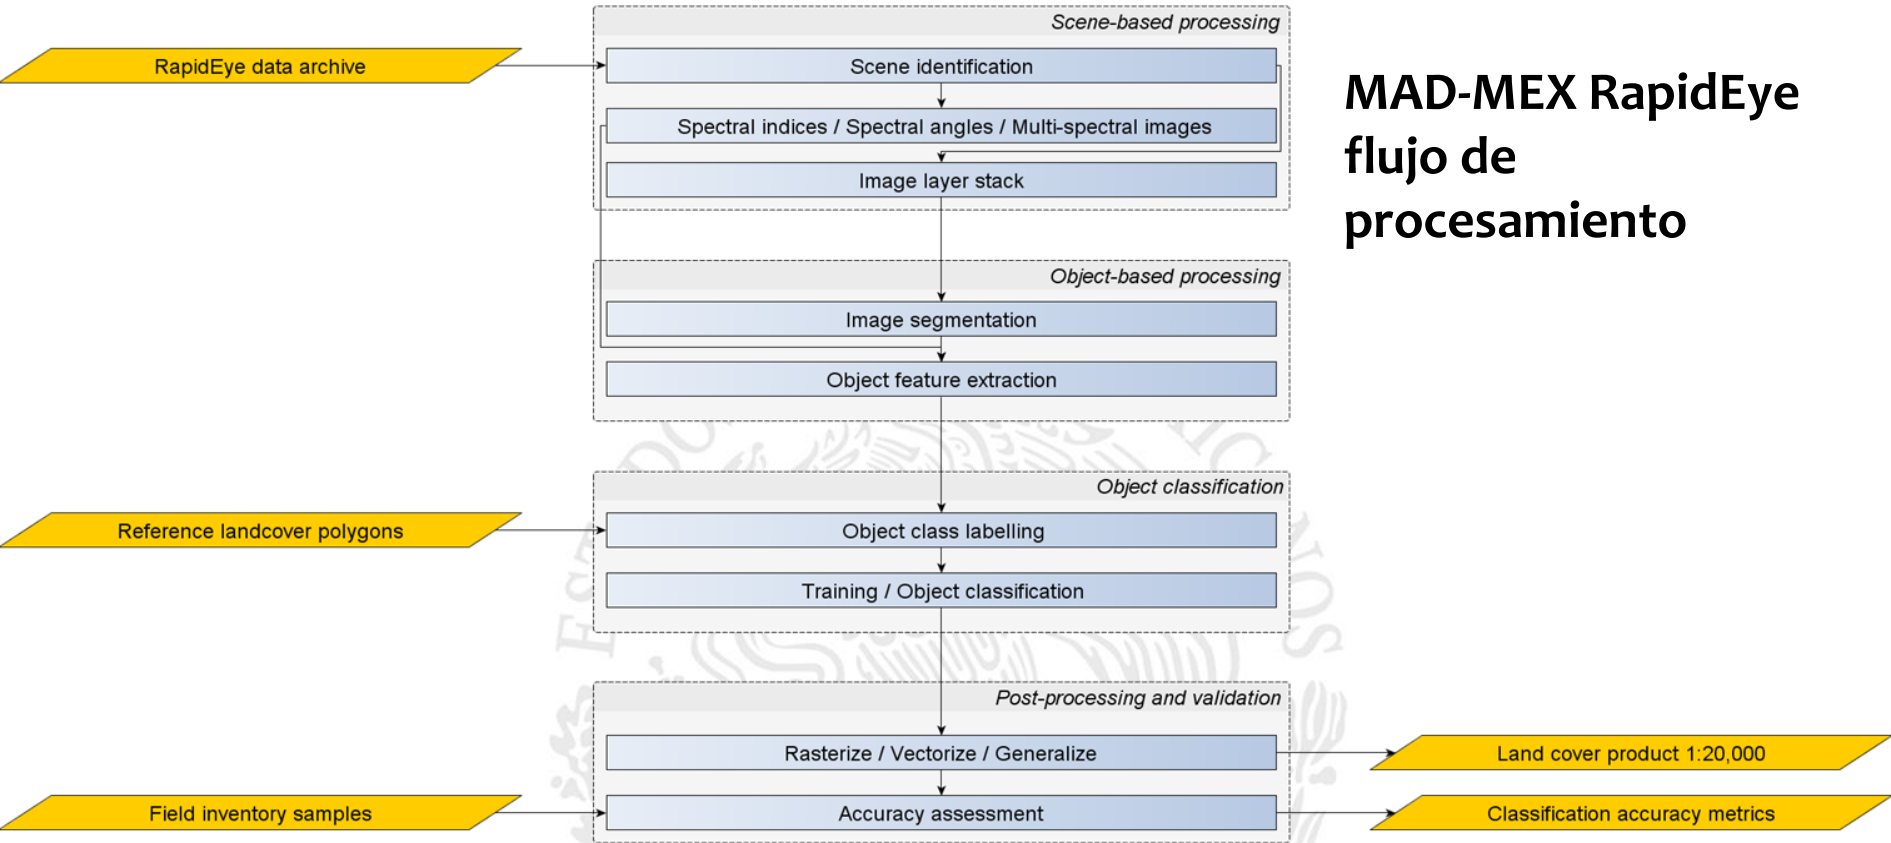 Scene-based processing
RapidEye data archive
Scene identification
Spectral indices / Spectral angles / Multi-spectral images
Image layer stack
MAD-MEX RapidEye
flujo de
procesamiento
Object-based processing
Image segmentation
Object feature extraction
Object classification
Reference landcover polygons
Object class labelling
Training / Object classification
Post-processing and validation
Rasterize / Vectorize / Generalize
Land cover product 1:20,000
Field inventory samples
Accuracy assessment
Classification accuracy metrics